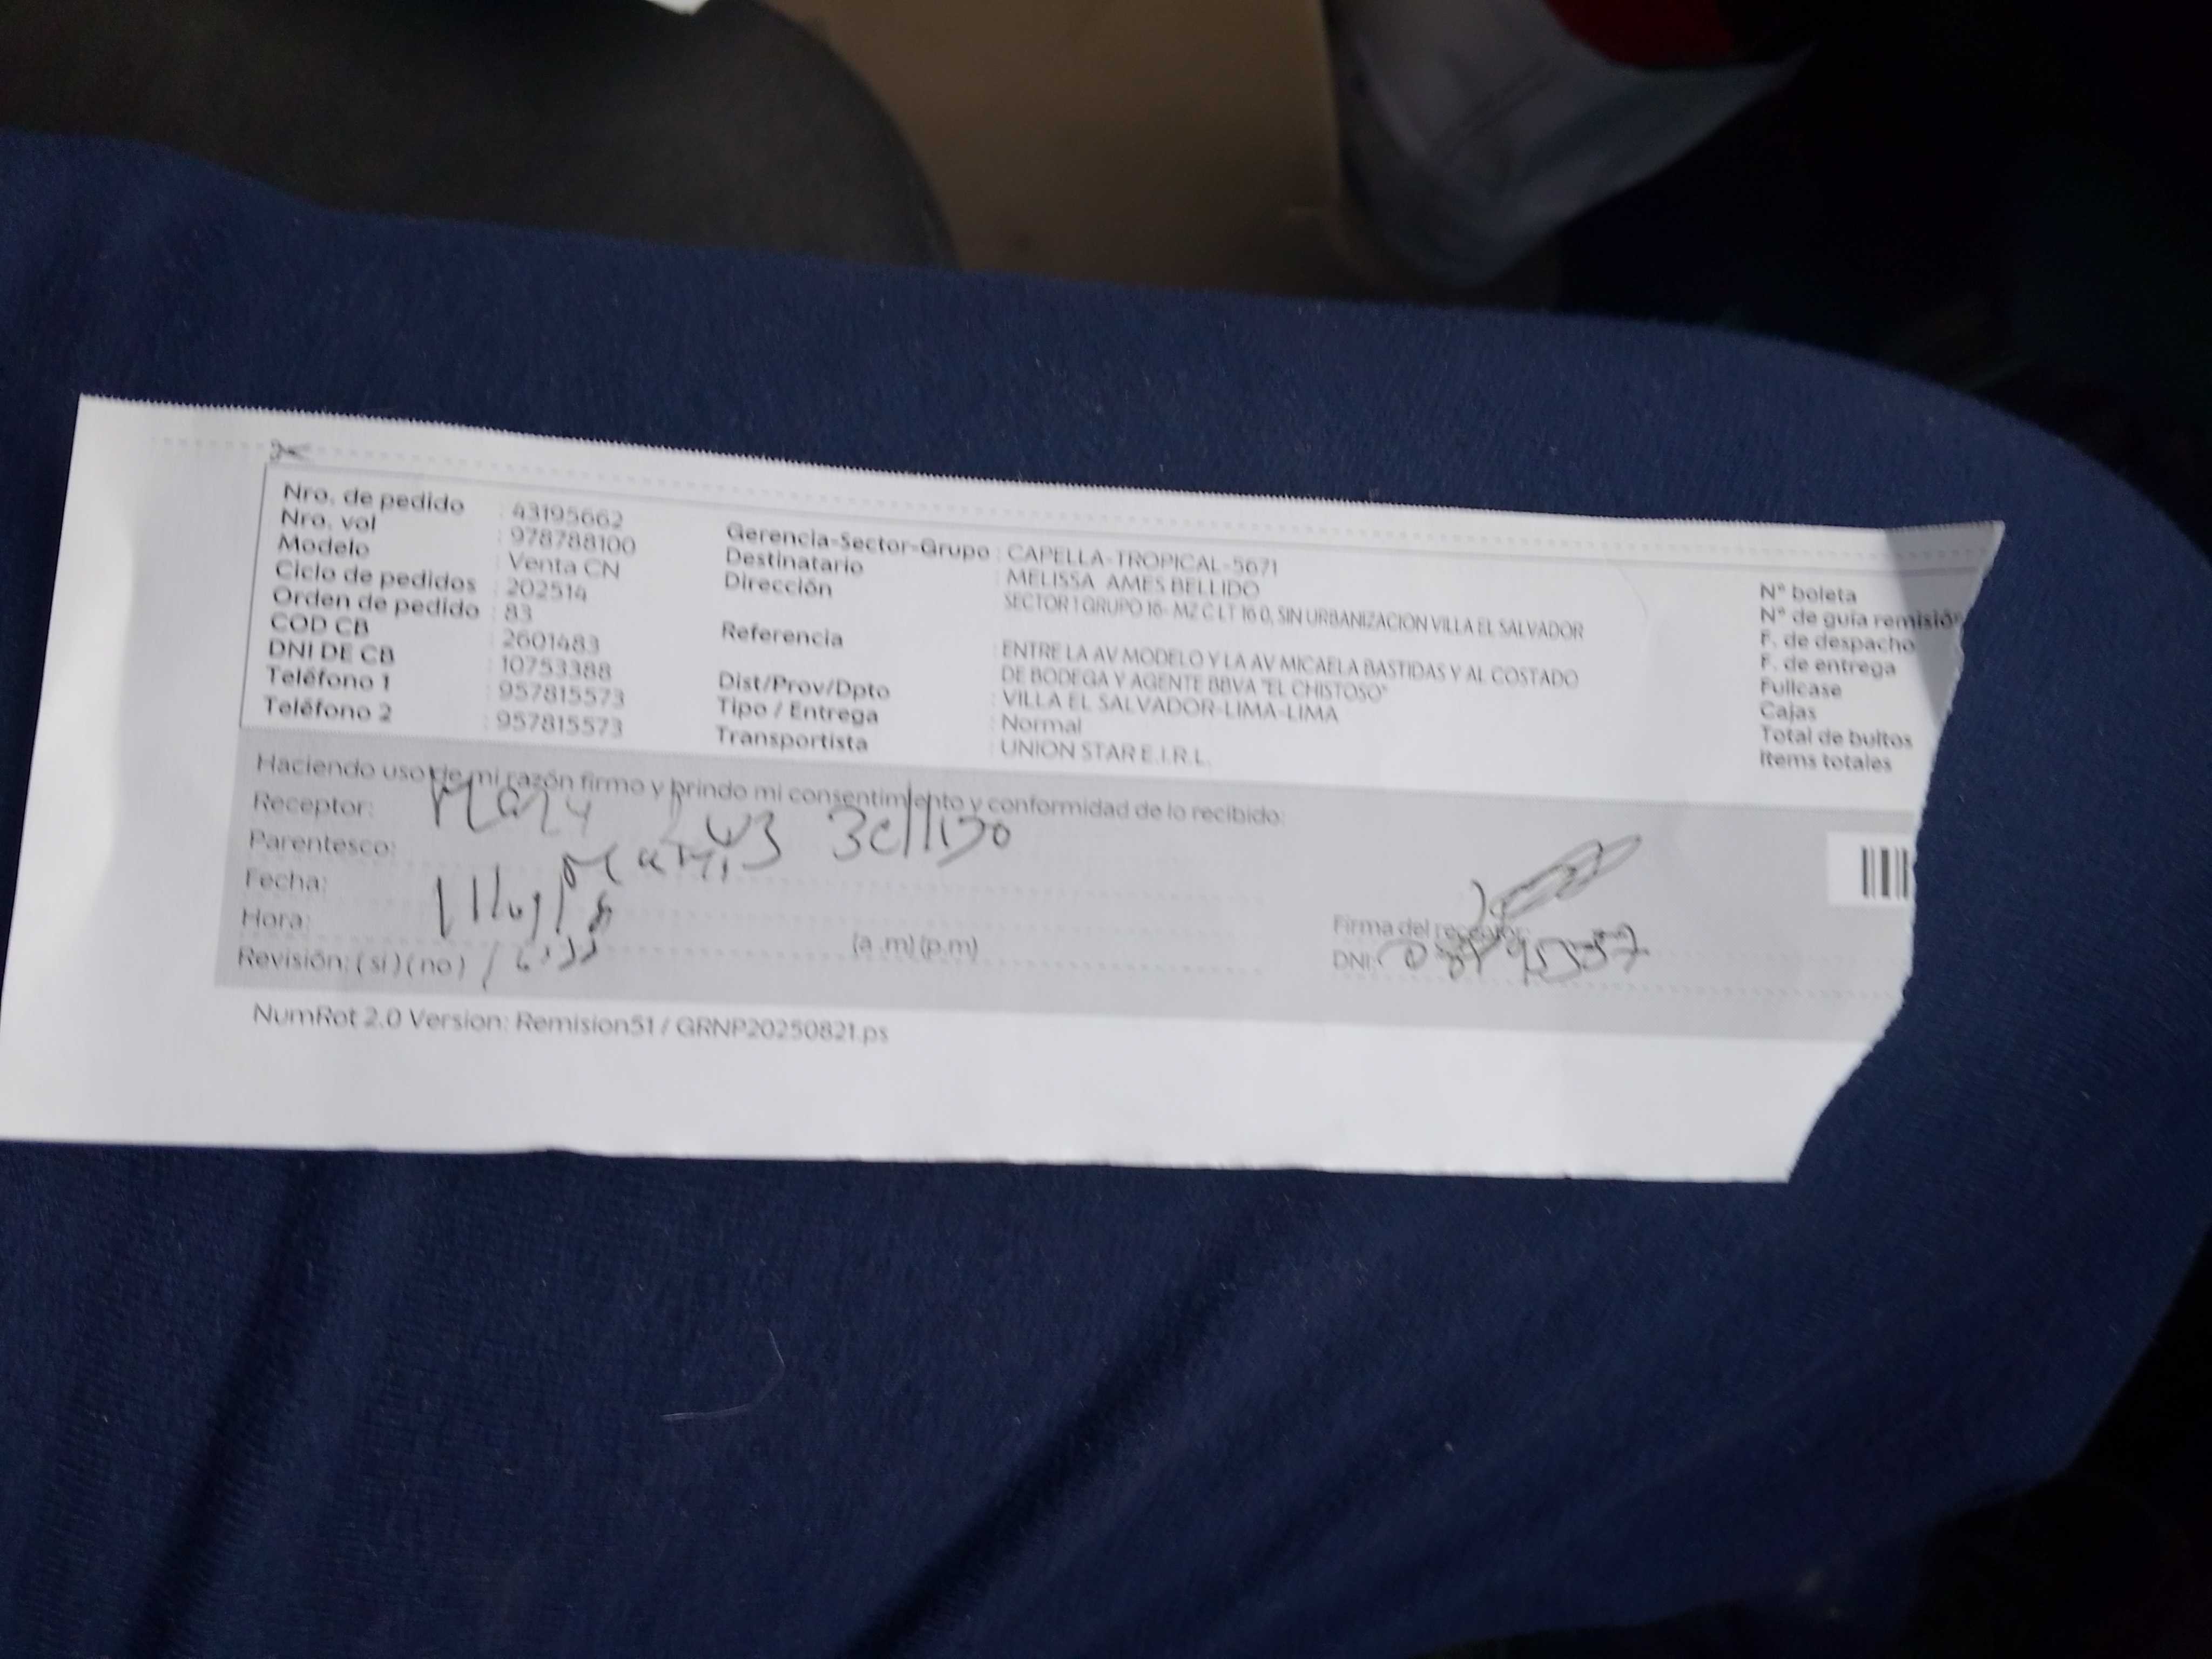 Nro. de pedido : 43195662
Nro. vol : 978788100
Modelo : Venta CN
Ciclo de pedidos : 202514
Orden de pedido : 83
COD CB : 2601483
DNI DE CB : 10753388
Teléfono 1 : 957815573
Teléfono 2 : 957815573
Gerencia-Sector-Grupo : CAPELLA-TROPICAL-5671
Destinatario : MELISSA AMES BELLIDO
Dirección : SECTOR 1 GRUPO 16- MZ C LT 16 0, SIN URBANIZACION VILLA EL SALVADOR
Referencia : ENTRE LA AV MODELO Y LA AV MICAELA BASTIDAS Y AL COSTADO
DE BODEGA Y AGENTE BBVA "EL CHISTOSO"
Dist/Prov/Dpto : VILLA EL SALVADOR-LIMA-LIMA
Tipo / Entrega : Normal
Transportista : UNION STAR E.I.R.L.
N° boleta
N° de guía remisión
F. de despacho
F. de entrega
Fullcase
Cajas
Total de bultos
Items totales
Haciendo uso de mi razón firmo y brindo mi consentimiento y conformidad de lo recibido:
Receptor: Bellido
Parentesco:
Fecha:
Hora: (a.m) (p.m)
Revisión: (si) (no)
Firma del receptor:
DNI:
NumRot 2.0 Version: Remision51 / GRNP20250821.ps